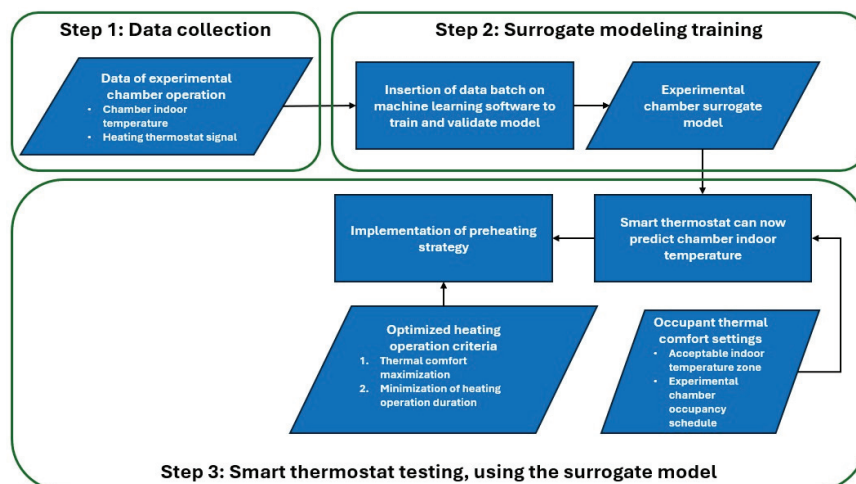 Step 1: Data collection
Data of experimental
chamber operation
• Chamber indoor
temperature
• Heating thermostat signal
Step 2: Surrogate modeling training
Insertion of data batch on
machine learning software to
train and validate model
Experimental
chamber surrogate
model
Implementation of preheating
strategy
Smart thermostat can now
predict chamber indoor
temperature
Optimized heating
operation criteria
1. Thermal comfort
maximization
2. Minimization of heating
operation duration
Occupant thermal
comfort settings
• Acceptable indoor
temperature zone
• Experimental
chamber
occupancy
schedule
Step 3: Smart thermostat testing, using the surrogate model